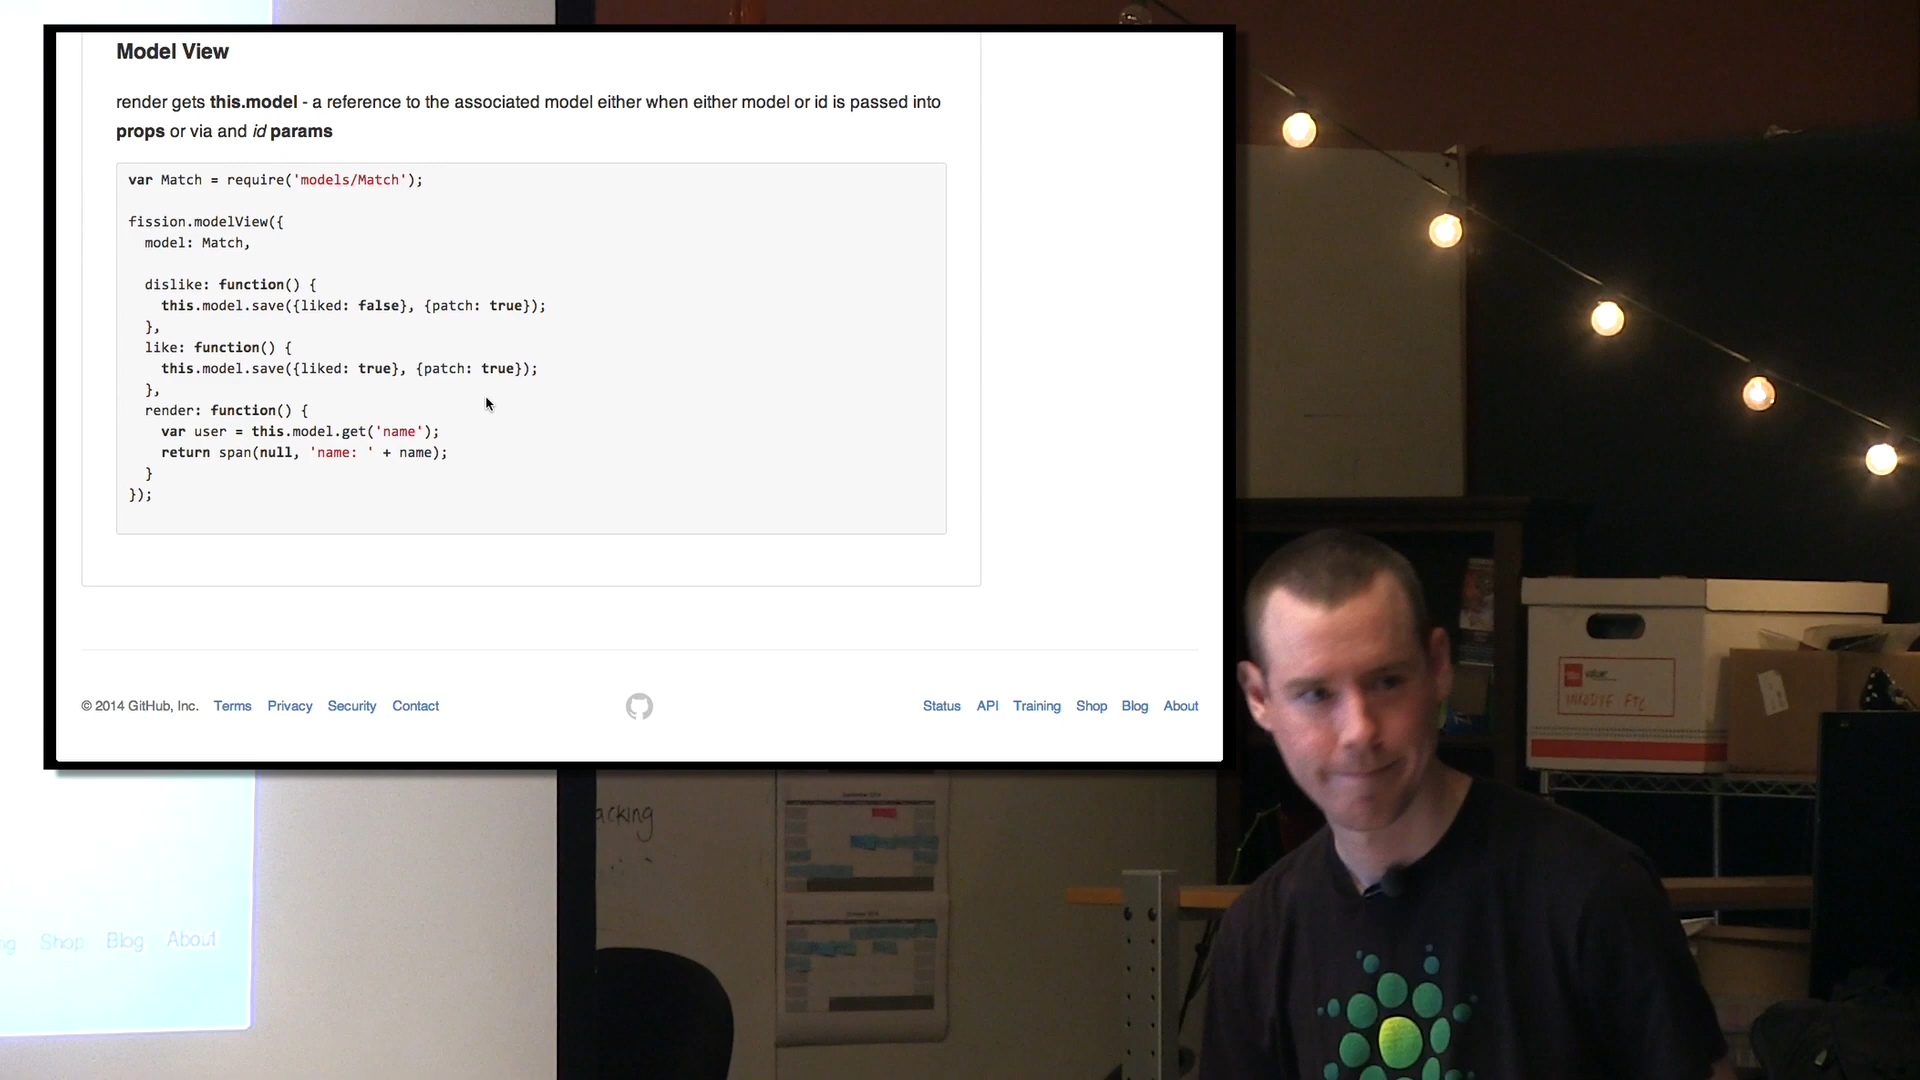 Model View
render gets this.model - a reference to the associated model either when either model or id is passed into
props or via and id params
var Match = require('models/Match');
fission.modelView({
model: Match,
dislike: function() {
this.model.save({liked: false}, {patch: true});
},
like: function() {
this.model.save({liked: true}, {patch: true});
},
render: function() {
var user = this.model.get('name');
return span(null, 'name: ' + name);
}
});
© 2014 GitHub, Inc. Terms Privacy Security Contact
Status API Training Shop Blog About
acking
ng Shop Blog About